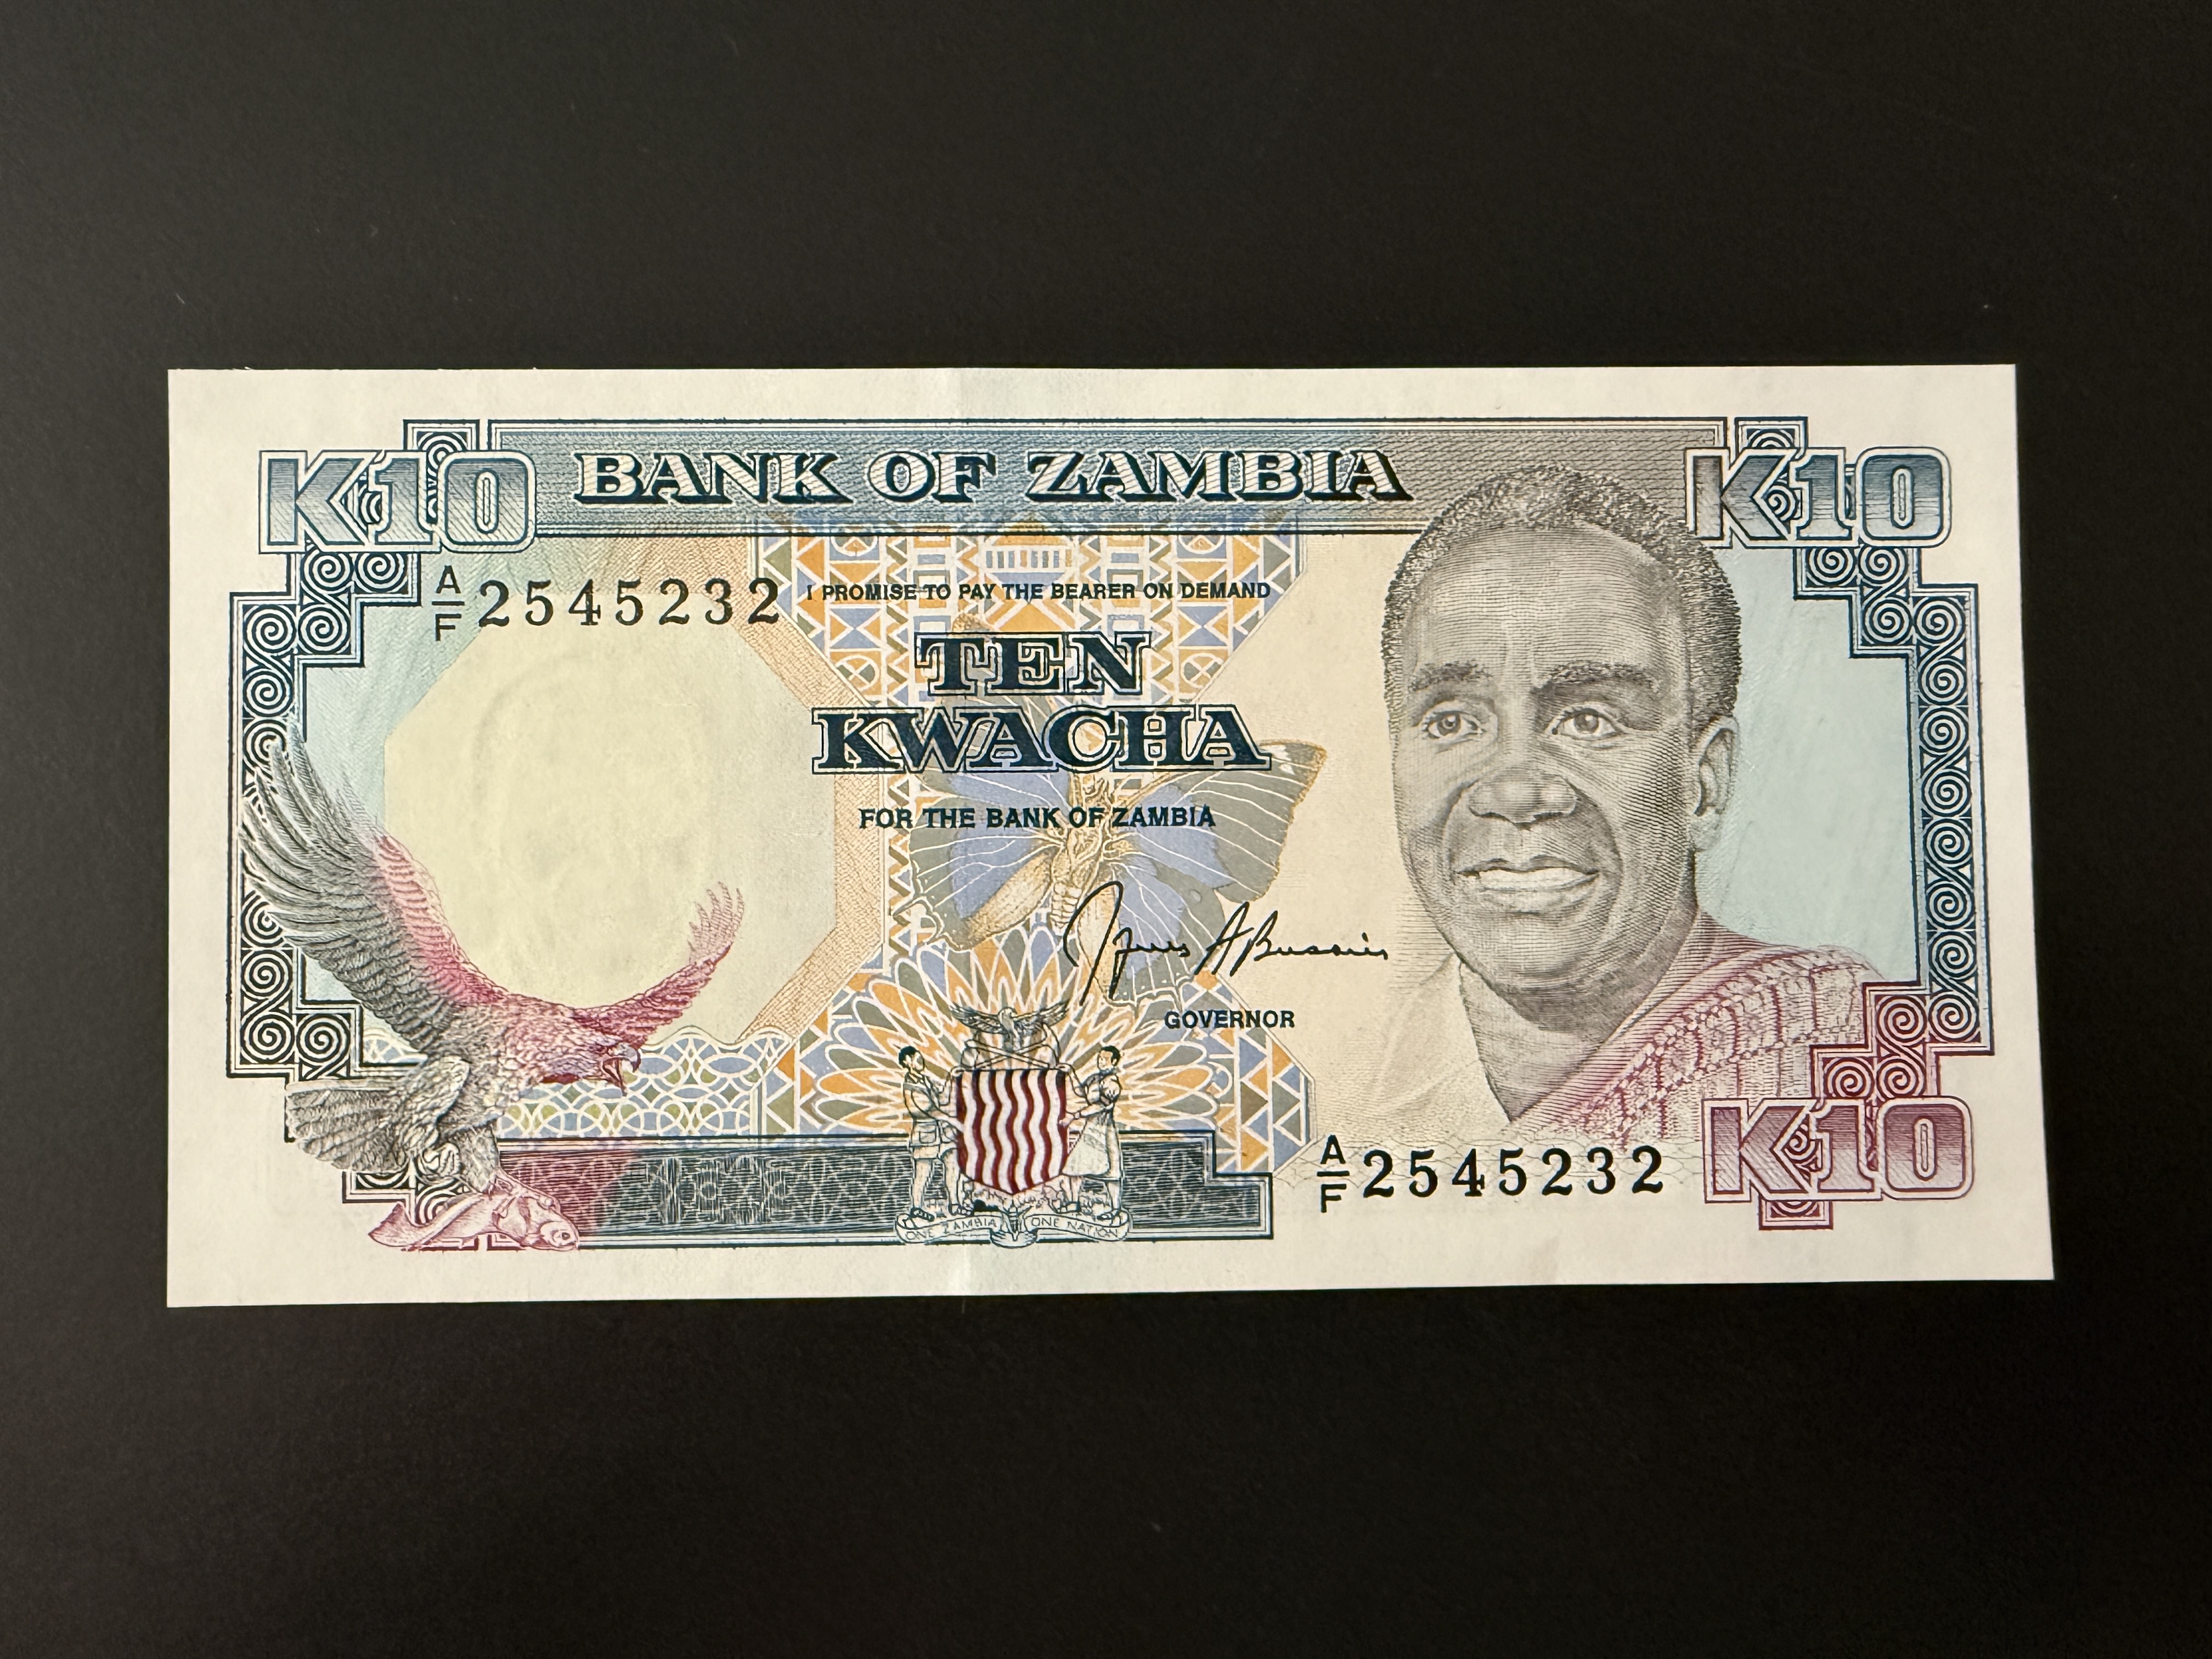 K10 BANK OF ZAMBIA K10
A/F 2545232
I PROMISE TO PAY THE BEARER ON DEMAND
TEN
KWACHA
FOR THE BANK OF ZAMBIA
GOVERNOR
A/F 2545232
K10
ONE ZAMBIA ONE NATION